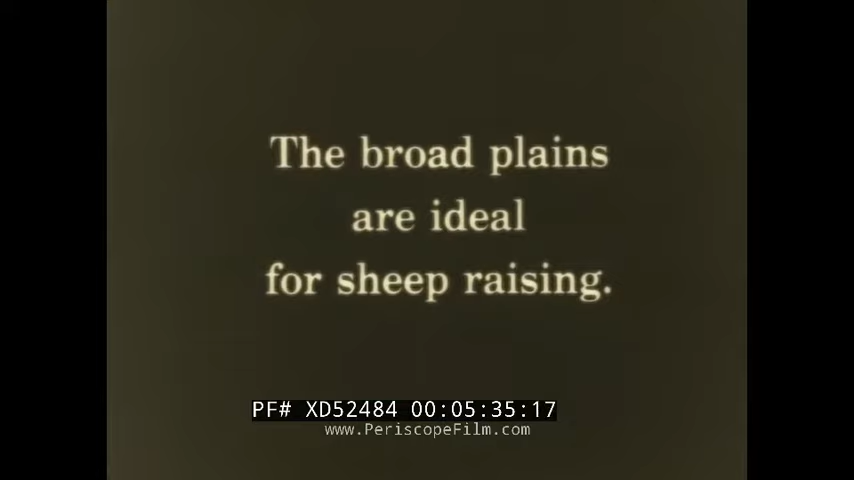 The broad plains
are ideal
for sheep raising.
PF# XD52484 00:05:35:17
www.PeriscopeFilm.com